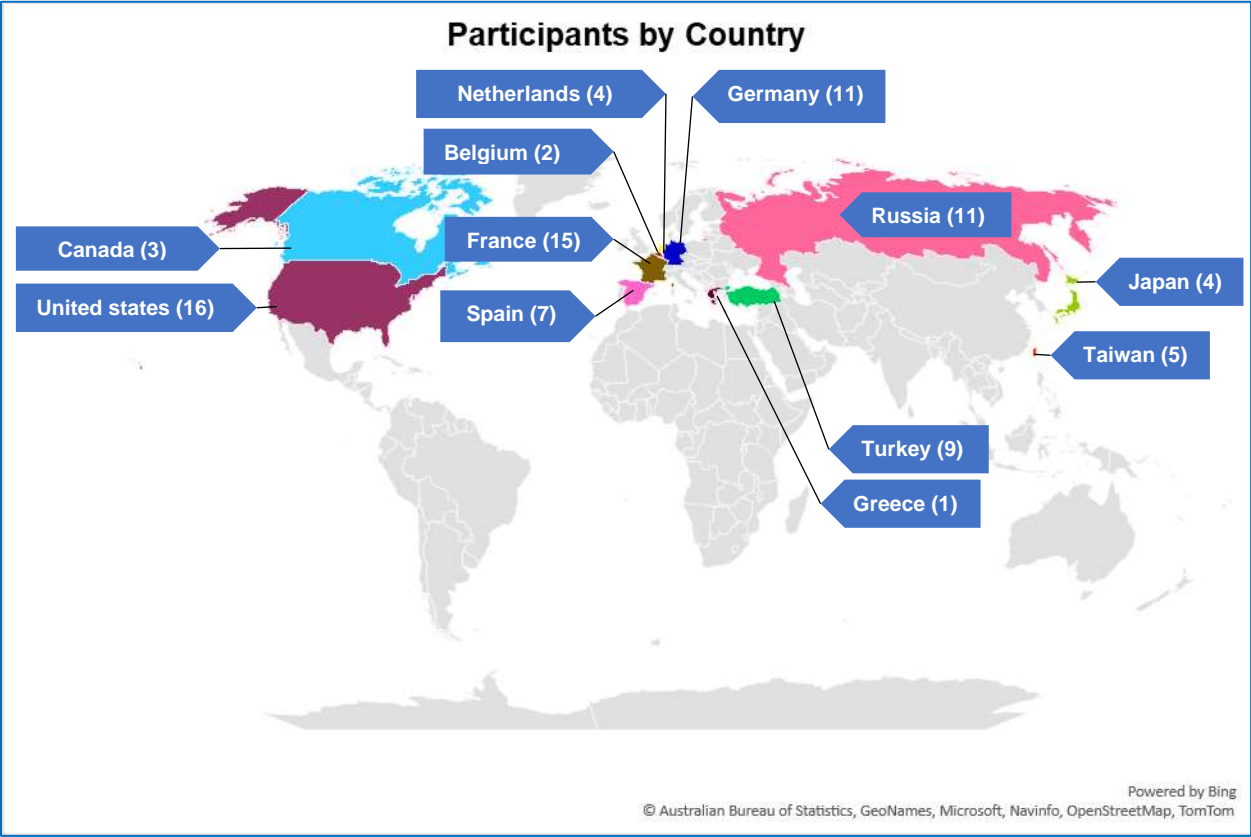 Participants by Country
Netherlands (4)
Germany (11)
Belgium (2)
Russia (11)
France (15)
Canada (3)
Japan (4)
United states (16)
Spain (7)
Taiwan (5)
Turkey (9)
Greece (1)
Powered by Bing
© Australian Bureau of Statistics, GeoNames, Microsoft, Navinfo, OpenStreetMap, TomTom